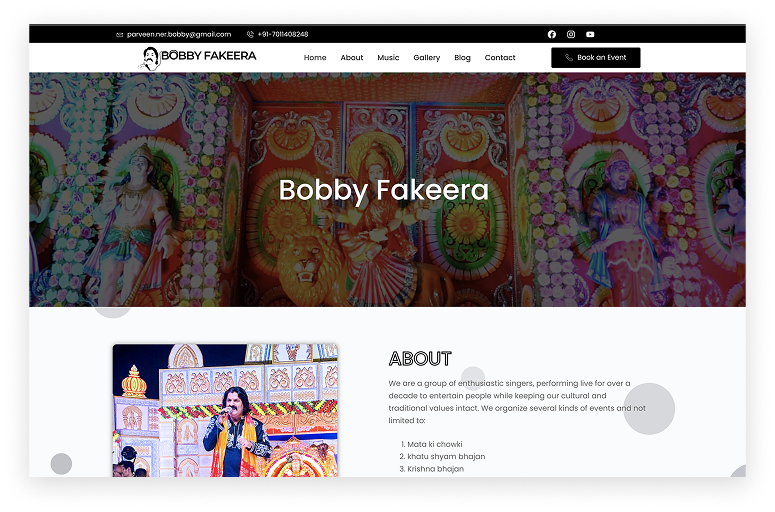 parveen.ner.bobby@gmail.com +91-7011408248
BOBBY FAKEERA Home About Music Gallery Blog Contact Book an Event
Bobby Fakeera
ABOUT
We are a group of enthusiastic singers, performing live for over a
decade to entertain people while keeping our cultural and
traditional values intact. We organize several kinds of events and not
limited to:
1. Mata ki chowki
2. khatu shyam bhajan
3. Krishna bhajan